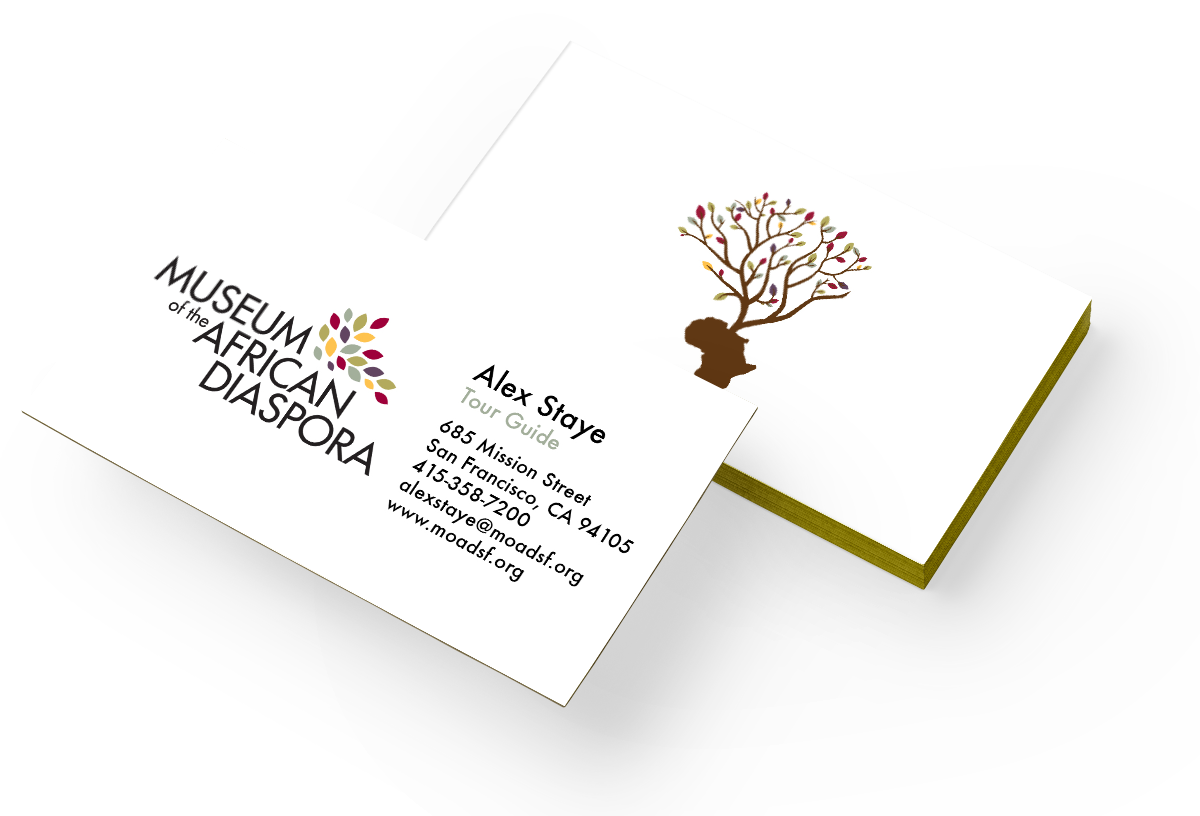 MUSEUM
of the
AFRICAN
DIASPORA
Alex Staye
Tour Guide
685 Mission Street
San Francisco, CA 94105
415-358-7200
alexstaye@moadsf.org
www.moadsf.org